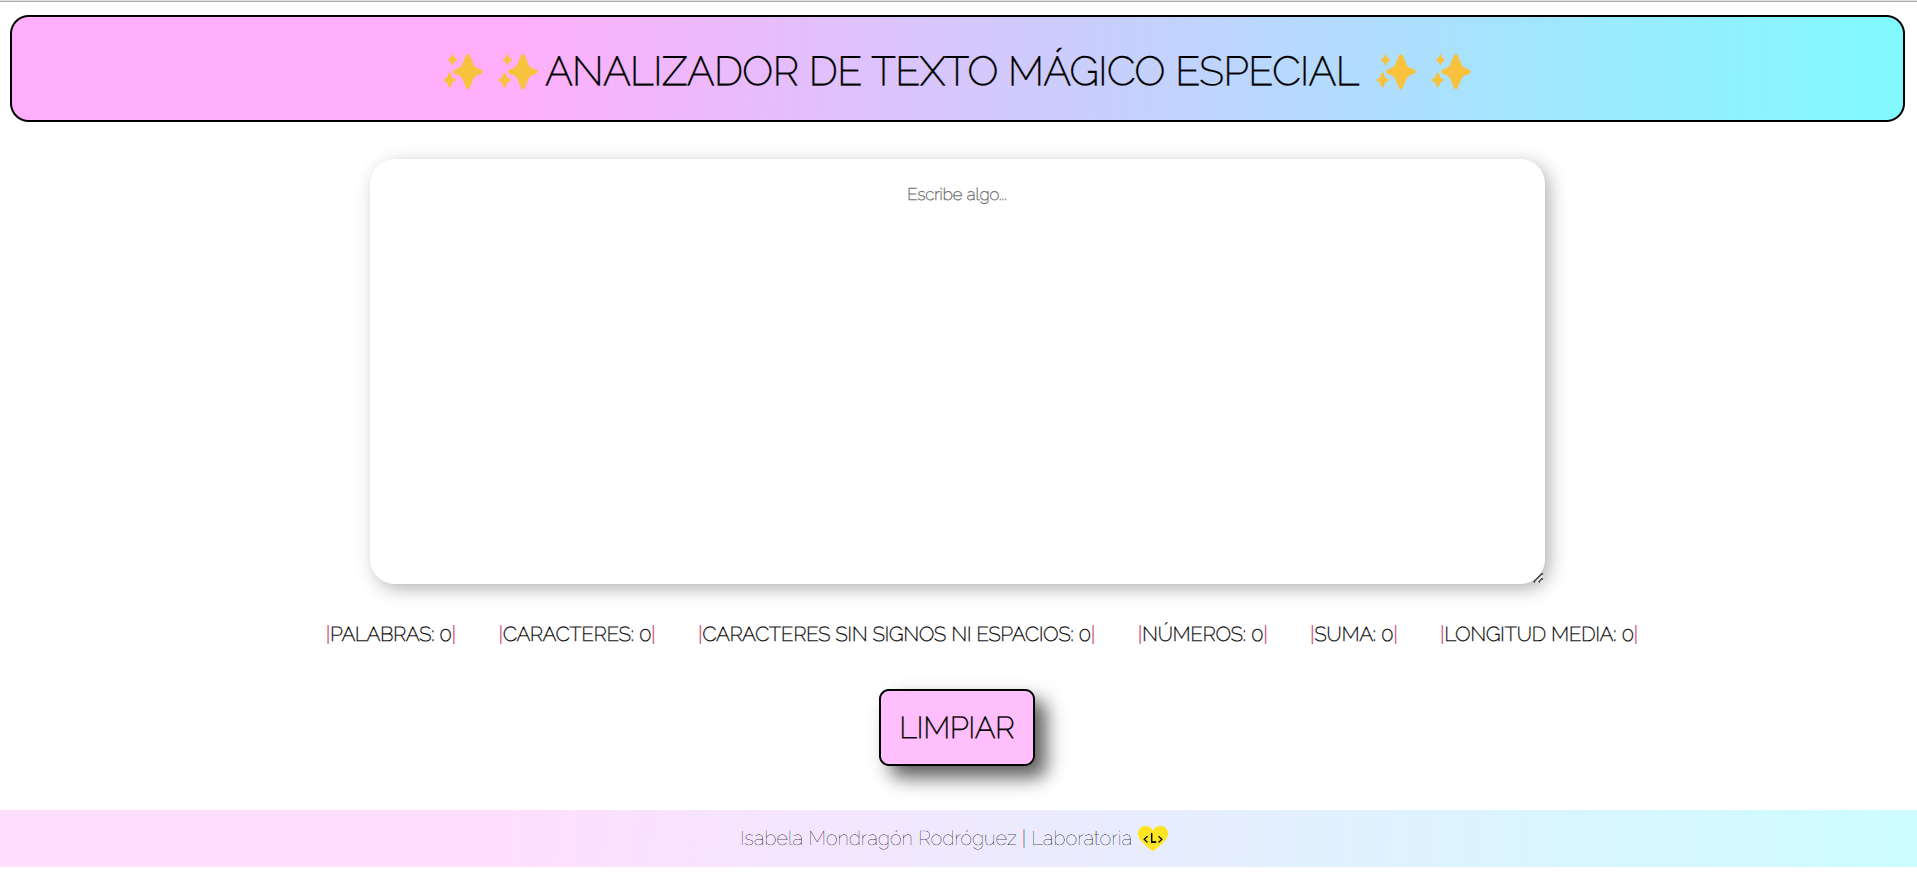 ✨ ✨ ANALIZADOR DE TEXTO MÁGICO ESPECIAL ✨ ✨
Escribe algo...
|PALABRAS: 0| |CARACTERES: 0| |CARACTERES SIN SIGNOS NI ESPACIOS: 0| |NÚMEROS: 0| |SUMA: 0| |LONGITUD MEDIA: 0|
LIMPIAR
Isabela Mondragón Rodróguez | Laboratoria <L>